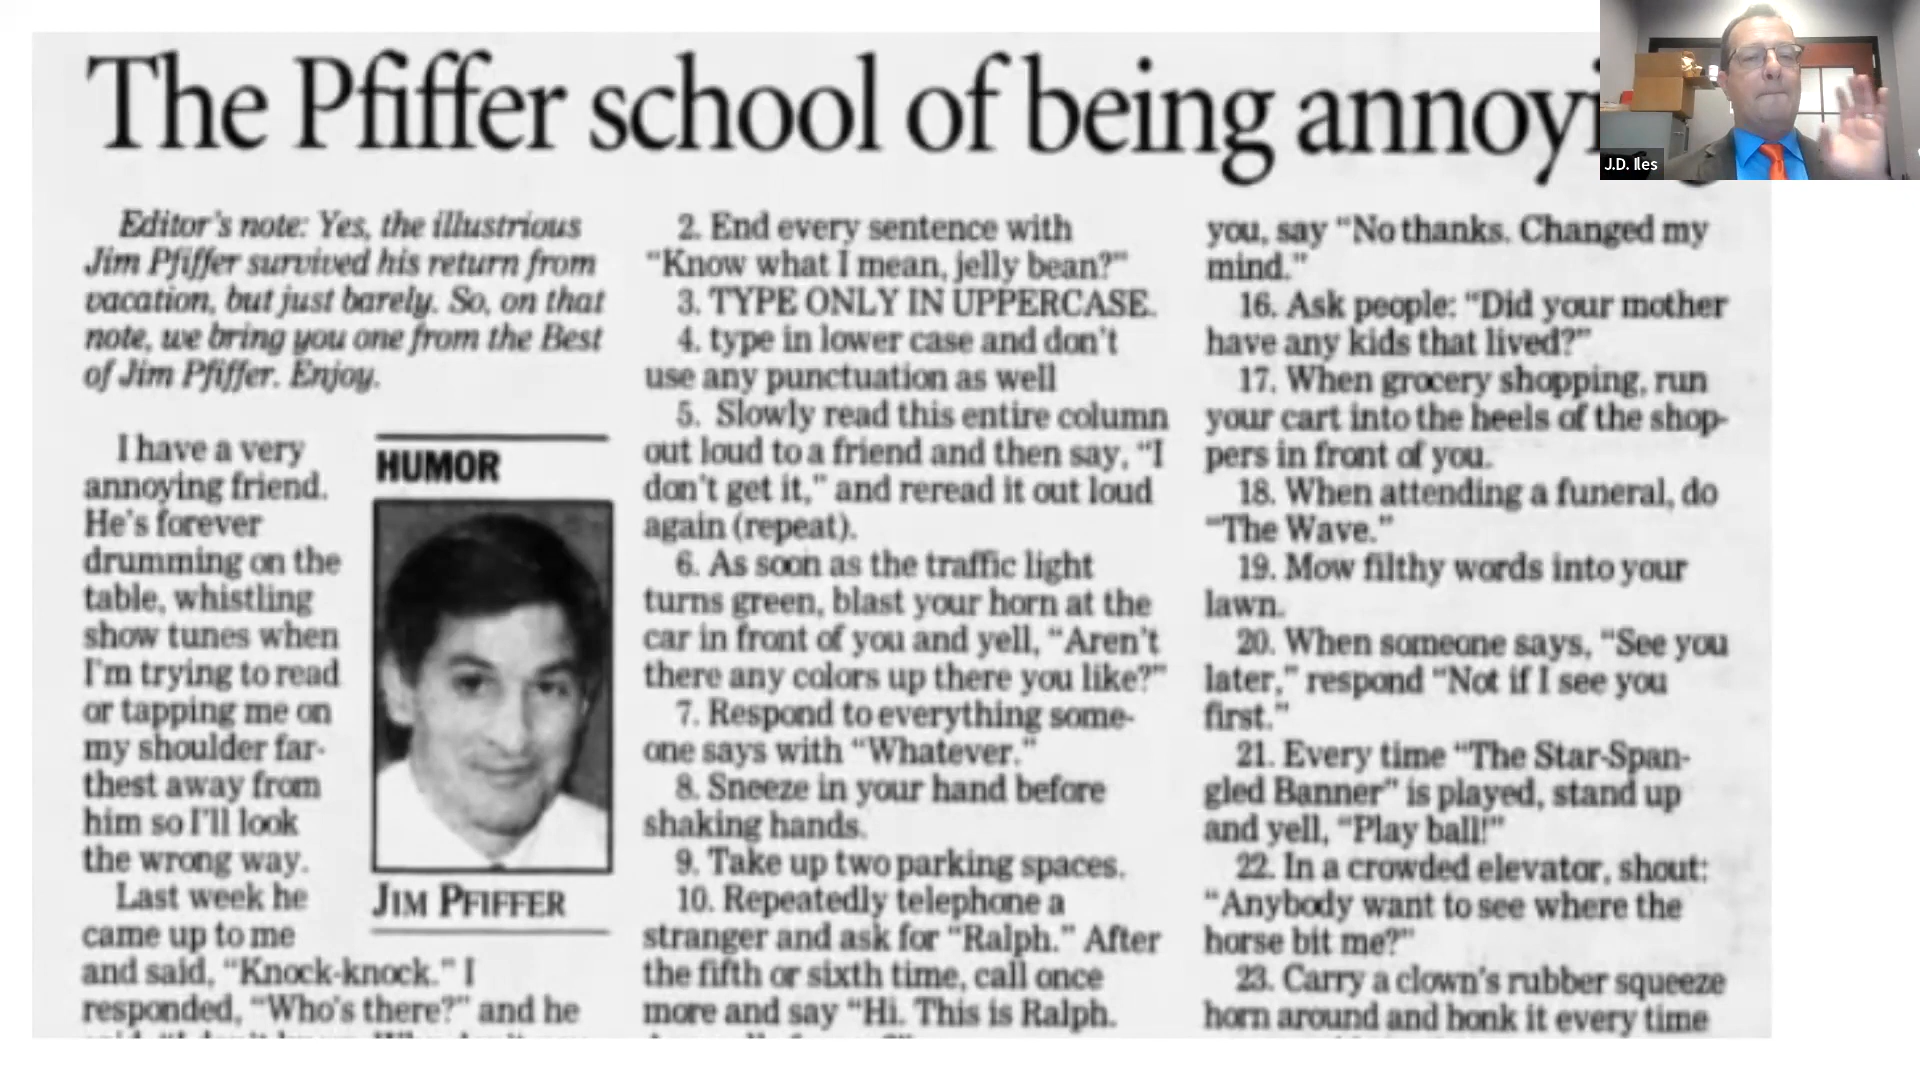 The Pfiffer school of being annoyi
J.D. Iles
Editor's note: Yes, the illustrious
Jim Pfiffer survived his return from
vacation, but just barely. So, on that
note, we bring you one from the Best
of Jim Pfiffer. Enjoy.
I have a very
annoying friend.
He's forever
drumming on the
table, whistling
show tunes when
I'm trying to read
or tapping me on
my shoulder far-
thest away from
him so I'll look
the wrong way.
Last week he
came up to me
and said, "Knock-knock." I
responded, "Who's there?" and he
HUMOR
JIM PFIFFER
2. End every sentence with
"Know what I mean, jelly bean?"
3. TYPE ONLY IN UPPERCASE.
4. type in lower case and don't
use any punctuation as well
5. Slowly read this entire column
out loud to a friend and then say, "I
don't get it," and reread it out loud
again (repeat).
6. As soon as the traffic light
turns green, blast your horn at the
car in front of you and yell, "Aren't
there any colors up there you like?"
7. Respond to everything some-
one says with "Whatever."
8. Sneeze in your hand before
shaking hands.
9. Take up two parking spaces.
10. Repeatedly telephone a
stranger and ask for "Ralph." After
the fifth or sixth time, call once
more and say "Hi. This is Ralph.
you, say "No thanks. Changed my
mind."
16. Ask people: "Did your mother
have any kids that lived?"
17. When grocery shopping, run
your cart into the heels of the shop-
pers in front of you.
18. When attending a funeral, do
"The Wave."
19. Mow filthy words into your
lawn.
20. When someone says, "See you
later," respond "Not if I see you
first."
21. Every time "The Star-Span-
gled Banner" is played, stand up
and yell, "Play ball!"
22. In a crowded elevator, shout:
"Anybody want to see where the
horse bit me?"
23. Carry a clown's rubber squeeze
horn around and honk it every time